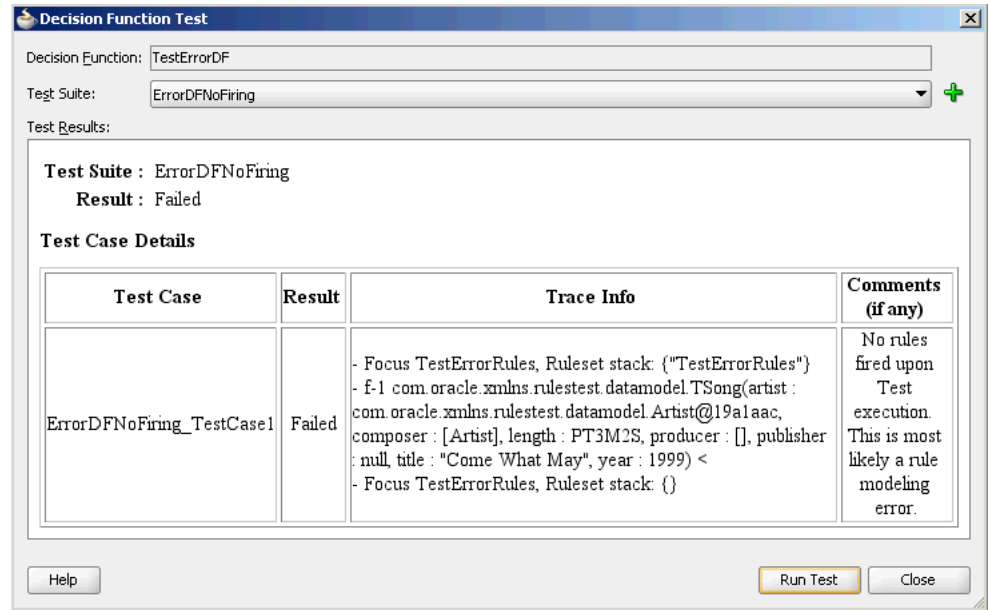 Decision Function Test
Decision Function: TestErrorDF
Test Suite: ErrorDFNoFiring
Test Results:
Test Suite : ErrorDFNoFiring
Result : Failed
Test Case Details
Test Case Result Trace Info Comments (if any)
ErrorDFNoFiring_TestCase1
Failed
- Focus TestErrorRules, Ruleset stack: {"TestErrorRules"}
- f-1 com.oracle.xmlns.rulestest.datamodel.TSong(artist :
com.oracle.xmlns.rulestest.datamodel.Artist@19a1aac,
composer : [Artist], length : PT3M2S, producer : [], publisher
: null, title : "Come What May", year : 1999) <
- Focus TestErrorRules, Ruleset stack: {}
No rules
fired upon
Test
execution.
This is most
likely a rule
modeling
error.
Help
Run Test
Close